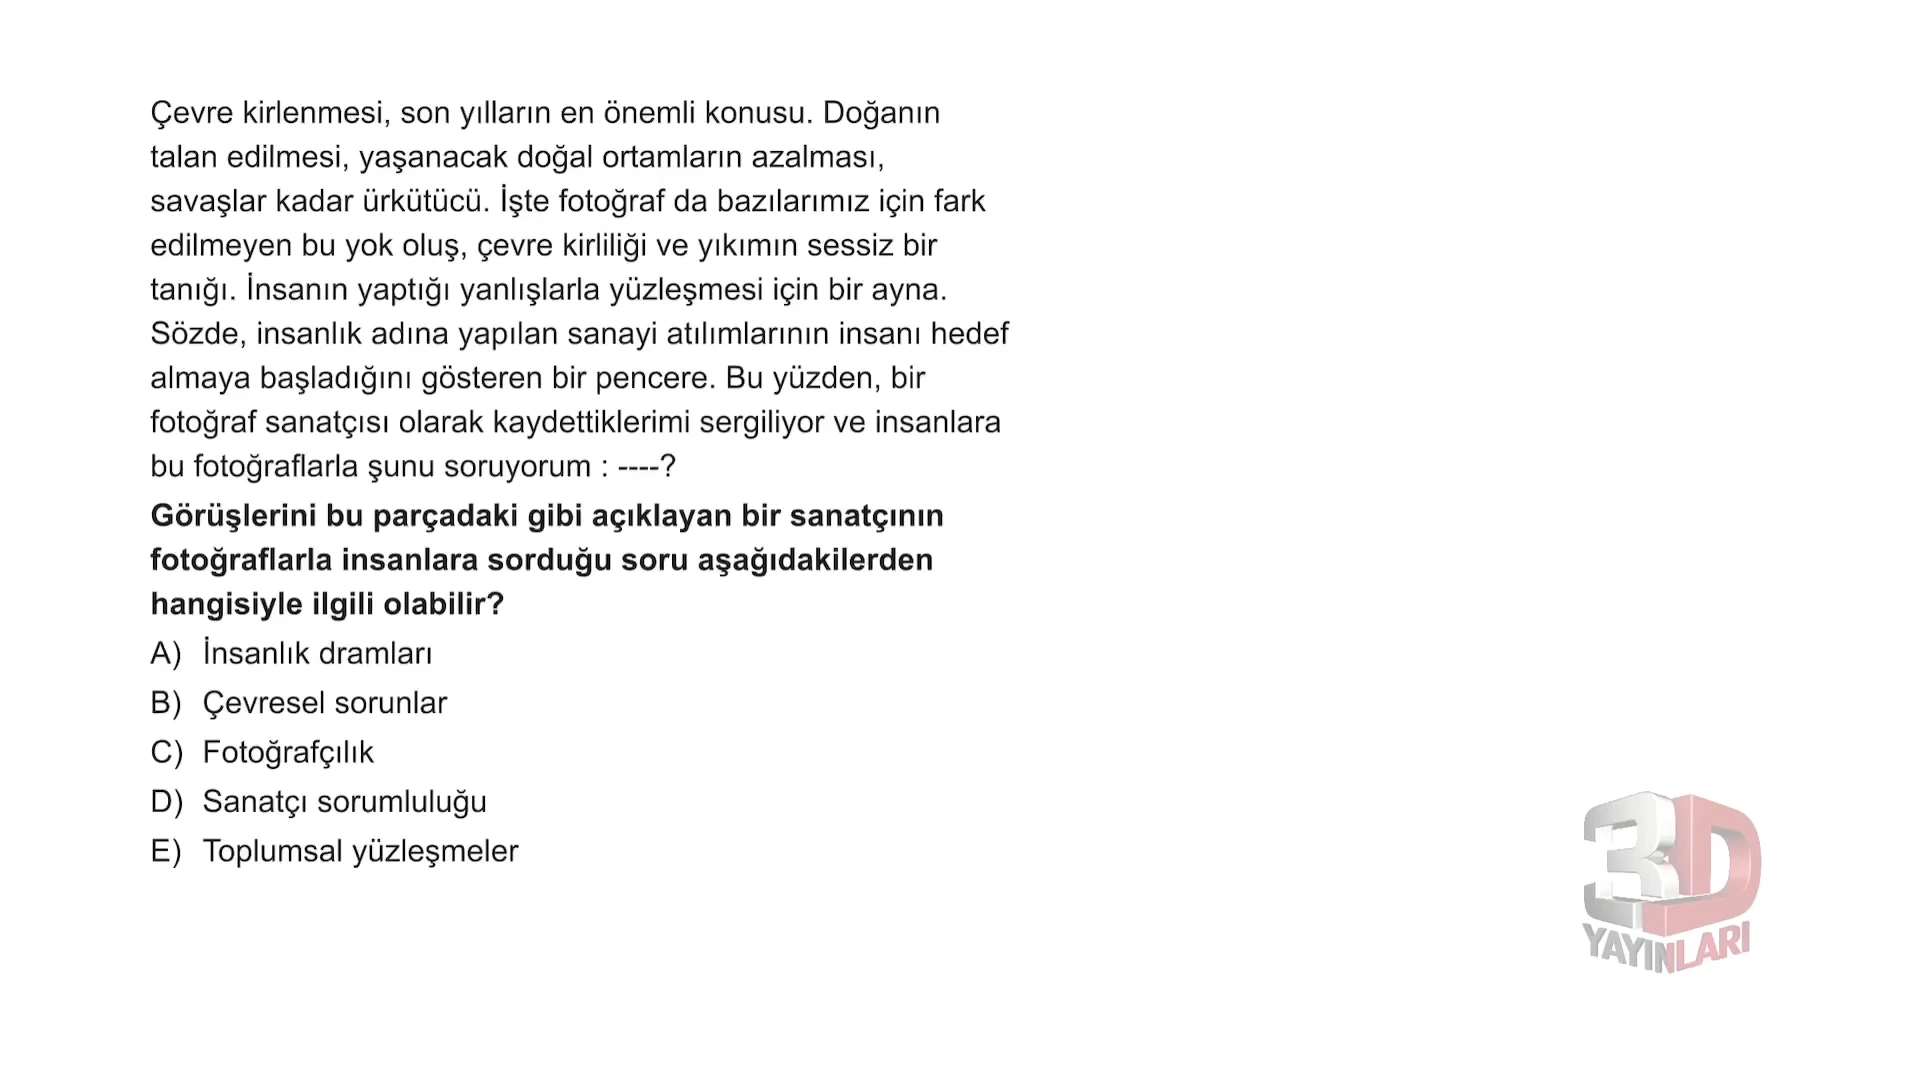 Çevre kirlenmesi, son yılların en önemli konusu. Doğanın
talan edilmesi, yaşanacak doğal ortamların azalması,
savaşlar kadar ürkütücü. İşte fotoğraf da bazılarımız için fark
edilmeyen bu yok oluş, çevre kirliliği ve yıkımın sessiz bir
tanığı. İnsanın yaptığı yanlışlarla yüzleşmesi için bir ayna.
Sözde, insanlık adına yapılan sanayi atılımlarının insanı hedef
almaya başladığını gösteren bir pencere. Bu yüzden, bir
fotoğraf sanatçısı olarak kaydettiklerimi sergiliyor ve insanlara
bu fotoğraflarla şunu soruyorum : ----?
Görüşlerini bu parçadaki gibi açıklayan bir sanatçının
fotoğraflarla insanlara sorduğu soru aşağıdakilerden
hangisiyle ilgili olabilir?
A) İnsanlık dramları
B) Çevresel sorunlar
C) Fotoğrafçılık
D) Sanatçı sorumluluğu
E) Toplumsal yüzleşmeler
3D
YAYINLARI